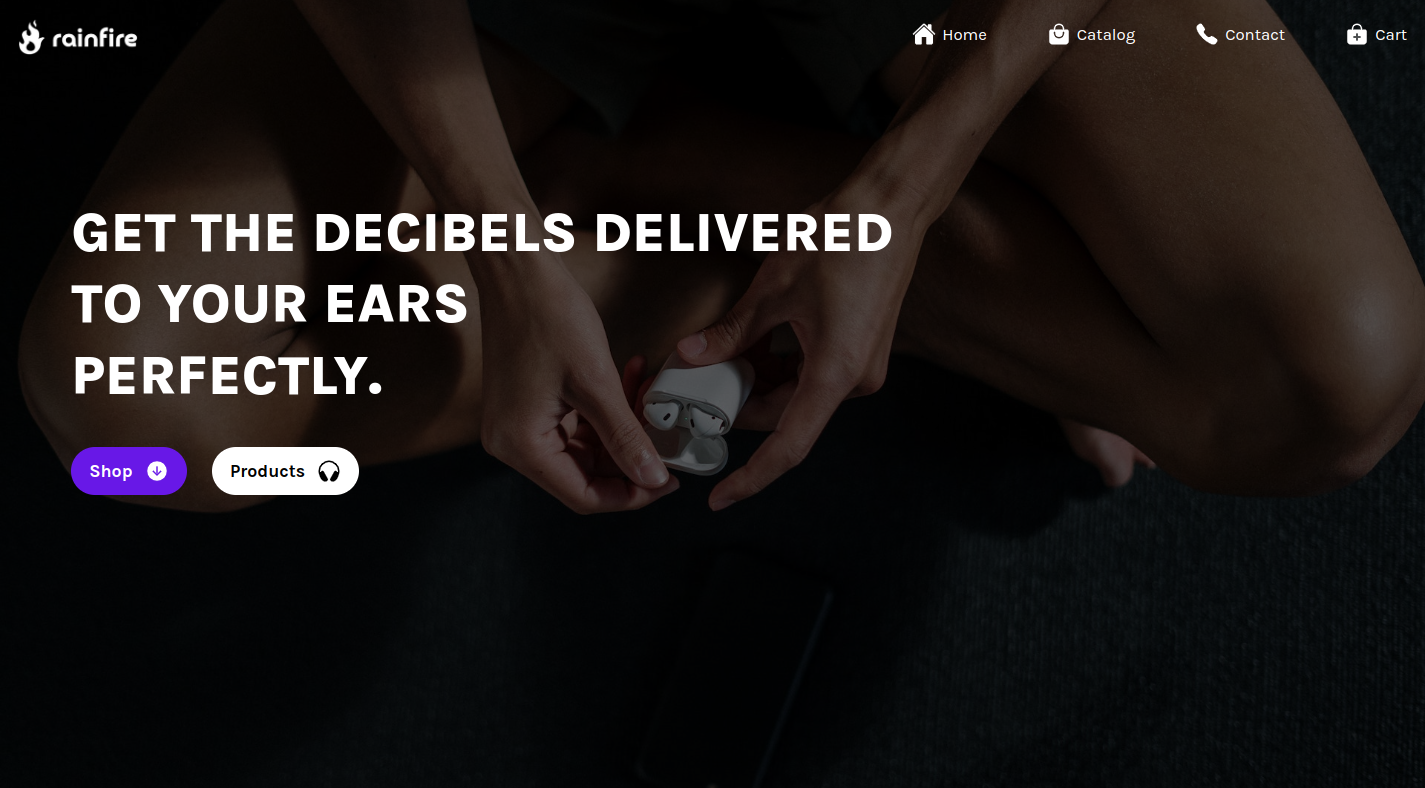 rainfire
Home
Catalog
Contact
Cart
GET THE DECIBELS DELIVERED
TO YOUR EARS
PERFECTLY.
Shop
Products